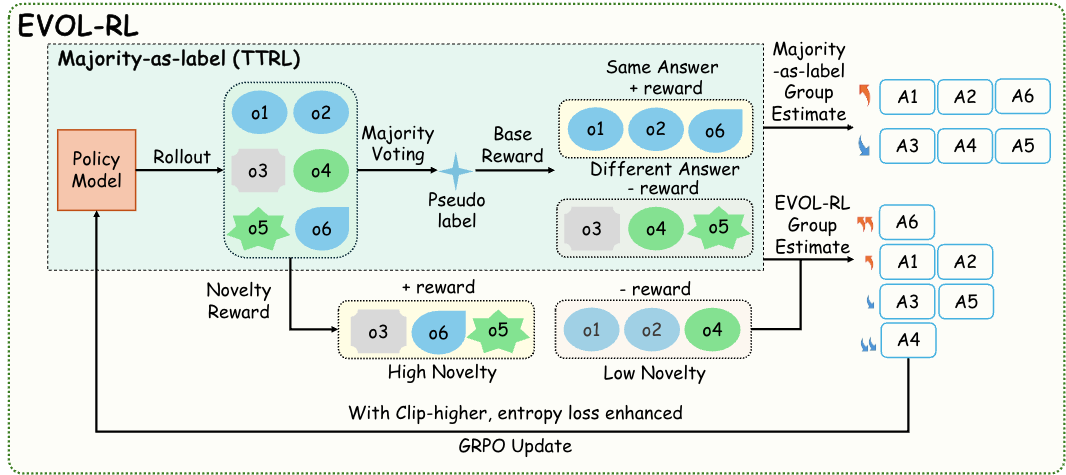 EVOL-RL
Majority-as-label (TTRL)
Policy
Model
Rollout
o1
o2
o3
o4
o5
o6
Majority
Voting
Pseudo
label
Base
Reward
Same Answer
+ reward
o1
o2
o6
Different Answer
- reward
o3
o4
o5
Majority
-as-label
Group
Estimate
A1
A2
A6
A3
A4
A5
EVOL-RL
Group
Estimate
A6
A1
A2
A3
A5
A4
Novelty
Reward
+ reward
o3
o6
o5
High Novelty
- reward
o1
o2
o4
Low Novelty
With Clip-higher, entropy loss enhanced
GRPO Update